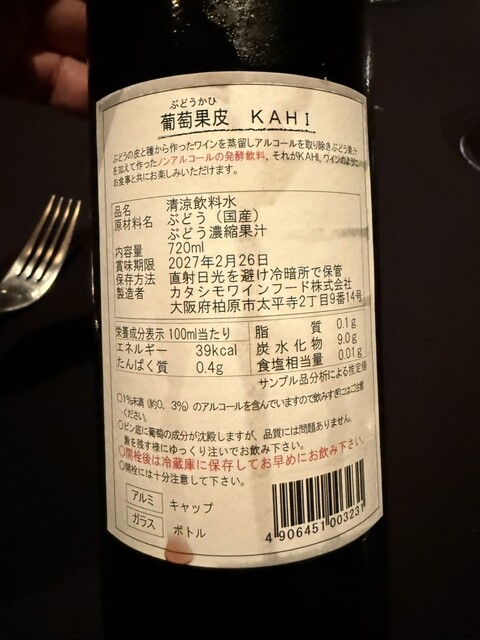 ぶどうかひ
葡萄果皮 KAHI
ぶどうの皮と種から作ったワインを蒸留しアルコールを取り除きぶどう果汁
を加えて作ったノンアルコールの発酵飲料, それがKAHI, ワインのように
お食事と共にお楽しみいただけます。
品名 清涼飲料水
原材料名 ぶどう（国産）
ぶどう濃縮果汁
内容量 720ml
賞味期限 2027年2月26日
保存方法 直射日光を避け冷暗所で保管
製造者 カタシモワインフード株式会社
大阪府柏原市太平寺2丁目9番14号
栄養成分表示 100ml当たり
エネルギー 39kcal
たんぱく質 0.4g
脂質 0.1g
炭水化物 9.0g
食塩相当量 0.01g
サンプル品分析による推定値
○1%未満（約0．3%）のアルコールを含んでいますので飲みすぎにはご注意
ください。
○ビン底に葡萄の成分が沈殿しますが、品質には問題ありません。
澱を残す様にゆっくり注いでお飲み下さい。
○開栓後は冷蔵庫に保存してお早めにお飲み下さい。
○開栓には十分注意して下さい。
アルミ キャップ
ガラス ボトル
4 906451 003231